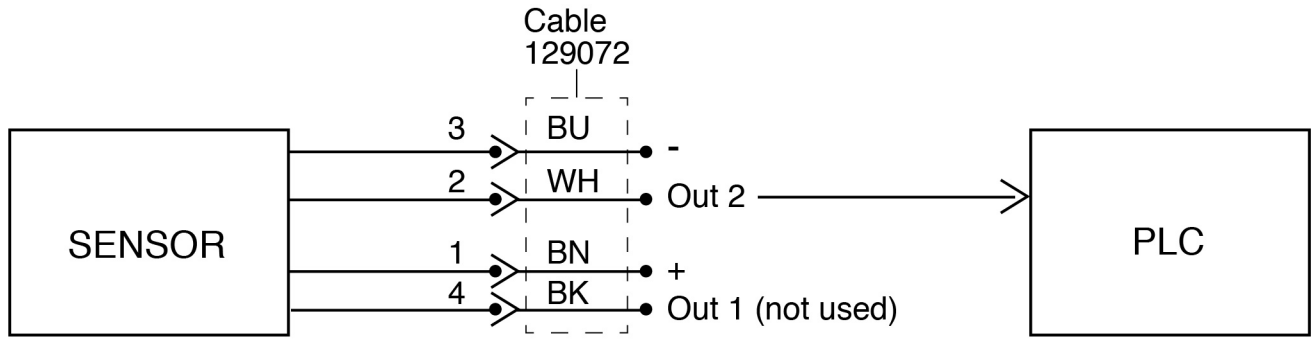 Cable
129072
3 BU -
2 WH Out 2
SENSOR
PLC
1 BN +
4 BK Out 1 (not used)